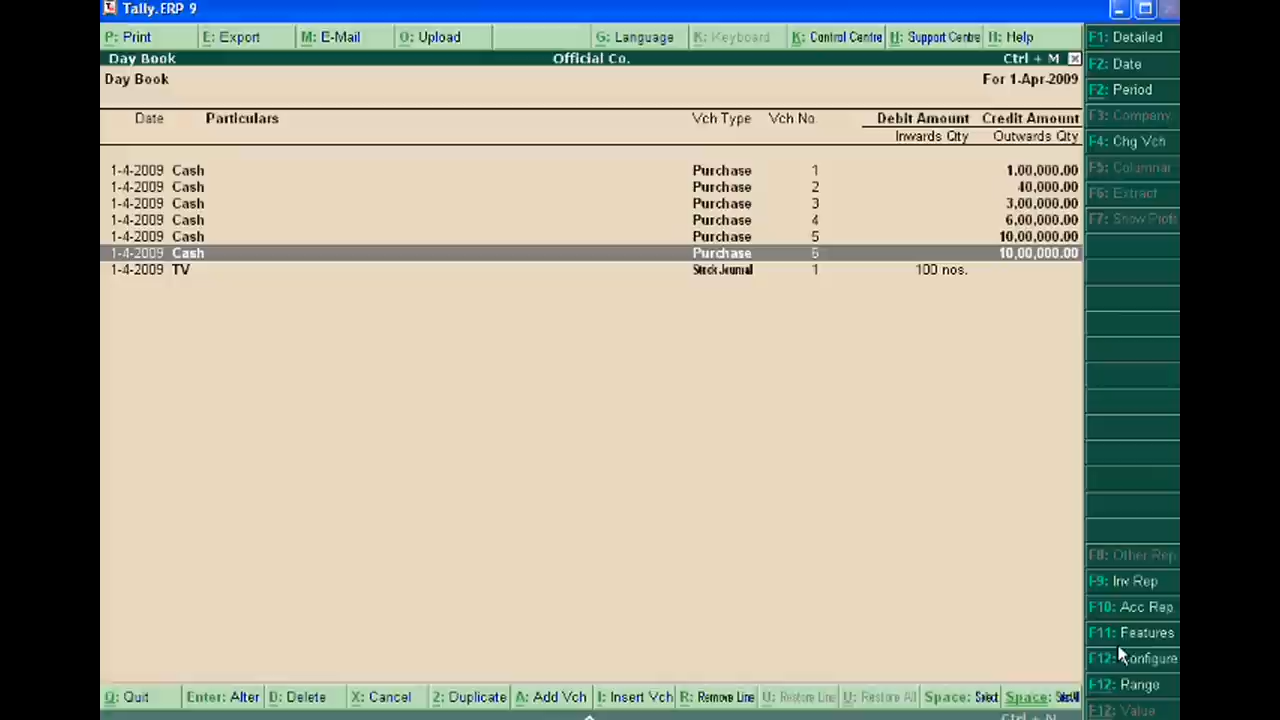 Tally.ERP 9
P: Print E: Export M: E-Mail O: Upload G: Language K: Keyboard K: Control Centre H: Support Centre H: Help
Day Book Official Co. Ctrl + M
Day Book For 1-Apr-2009
Date Particulars Vch Type Vch No. Debit Amount Credit Amount
Inwards Qty Outwards Qty
1-4-2009 Cash Purchase 1 1,00,000.00
1-4-2009 Cash Purchase 2 40,000.00
1-4-2009 Cash Purchase 3 3,00,000.00
1-4-2009 Cash Purchase 4 6,00,000.00
1-4-2009 Cash Purchase 5 10,00,000.00
1-4-2009 Cash Purchase 6 10,00,000.00
1-4-2009 TV Stock Journal 1 100 nos.
F1: Detailed
F2: Date
F2: Period
F3: Company
F4: Chg Vch
F5: Columnar
F6: Extract
F7: Show Profit
F8: Other Rep
F9: Inv Rep
F10: Acc Rep
F11: Features
F12: Configure
F12: Range
F12: Value
Q: Quit Enter: Alter D: Delete X: Cancel 2: Duplicate A: Add Vch I: Insert Vch R: Remove Line U: Restore Line U: Restore All Space: Select Space: Select All
Ctrl + N